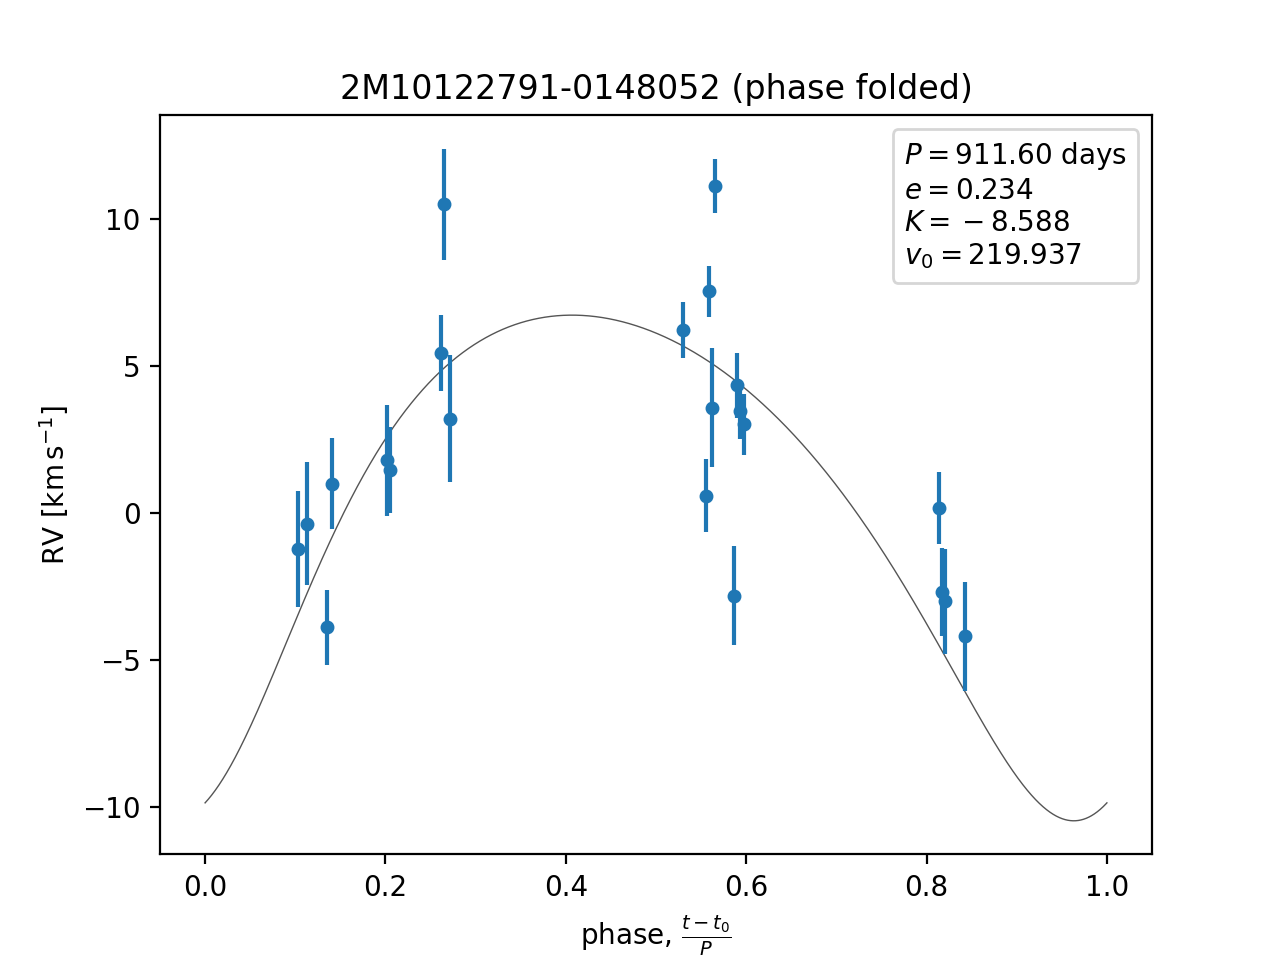 2M10122791-0148052 (phase folded)
P = 911.60 days
e = 0.234
K = −8.588
v₀ = 219.937
10
5
0
−5
−10
RV [km s⁻¹]
0.0 0.2 0.4 0.6 0.8 1.0
phase, (t − t₀)/P